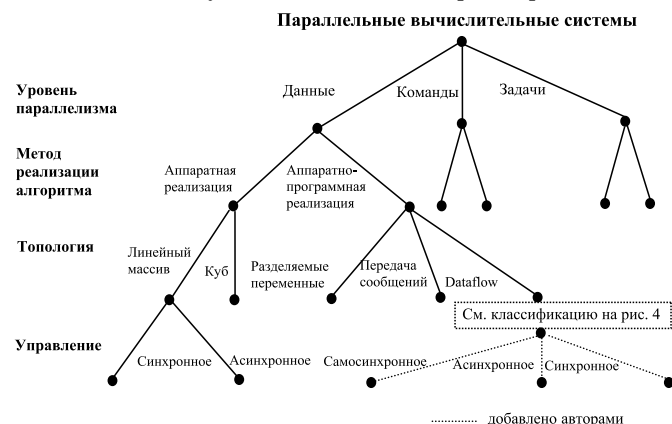 Параллельные вычислительные системы
Уровень
параллелизма
Данные
Команды
Задачи
Метод
реализации
алгоритма
Аппаратная
реализация
Аппаратно-
программная
реализация
Топология
Линейный
массив
Куб
Разделяемые
переменные
Передача
сообщений
Dataflow
См. классификацию на рис. 4
Управление
Синхронное
Асинхронное
Самосинхронное
Асинхронное
Синхронное
добавлено авторами